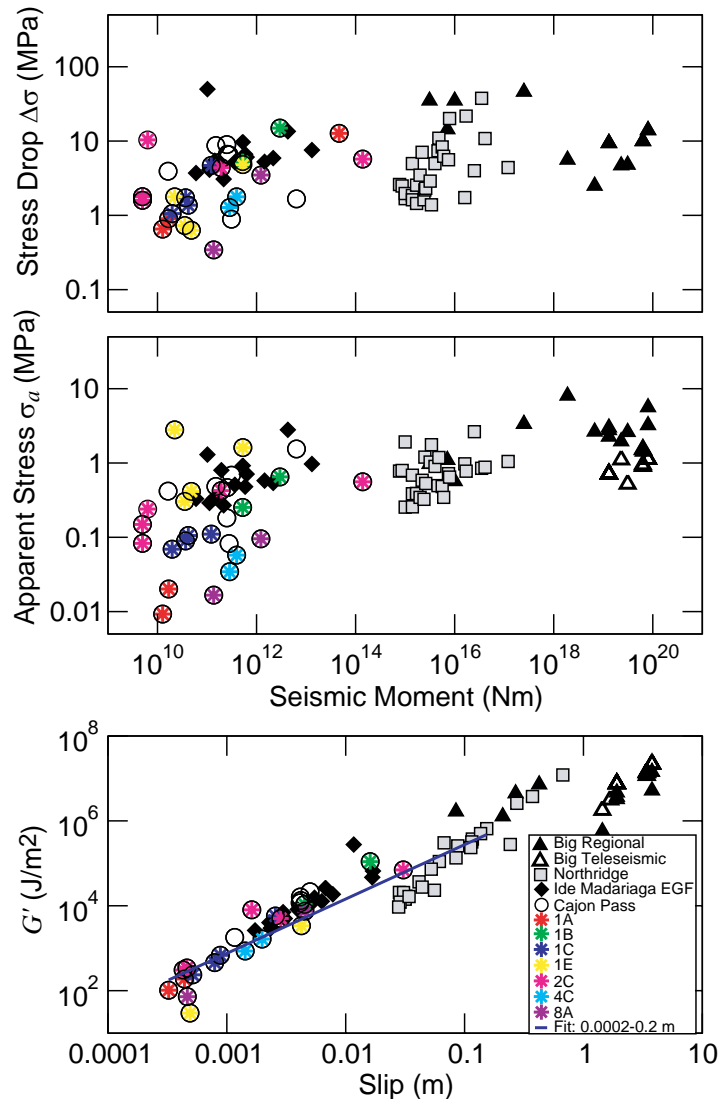 Stress Drop Δσ (MPa)
100
10
1
0.1
Apparent Stress σa (MPa)
10
1
0.1
0.01
10^10 10^12 10^14 10^16 10^18 10^20
Seismic Moment (Nm)
G' (J/m2)
10^8
10^6
10^4
10^2
Big Regional
Big Teleseismic
Northridge
Ide Madariaga EGF
Cajon Pass
1A
1B
1C
1E
2C
4C
8A
Fit: 0.0002-0.2 m
0.0001 0.001 0.01 0.1 1 10
Slip (m)